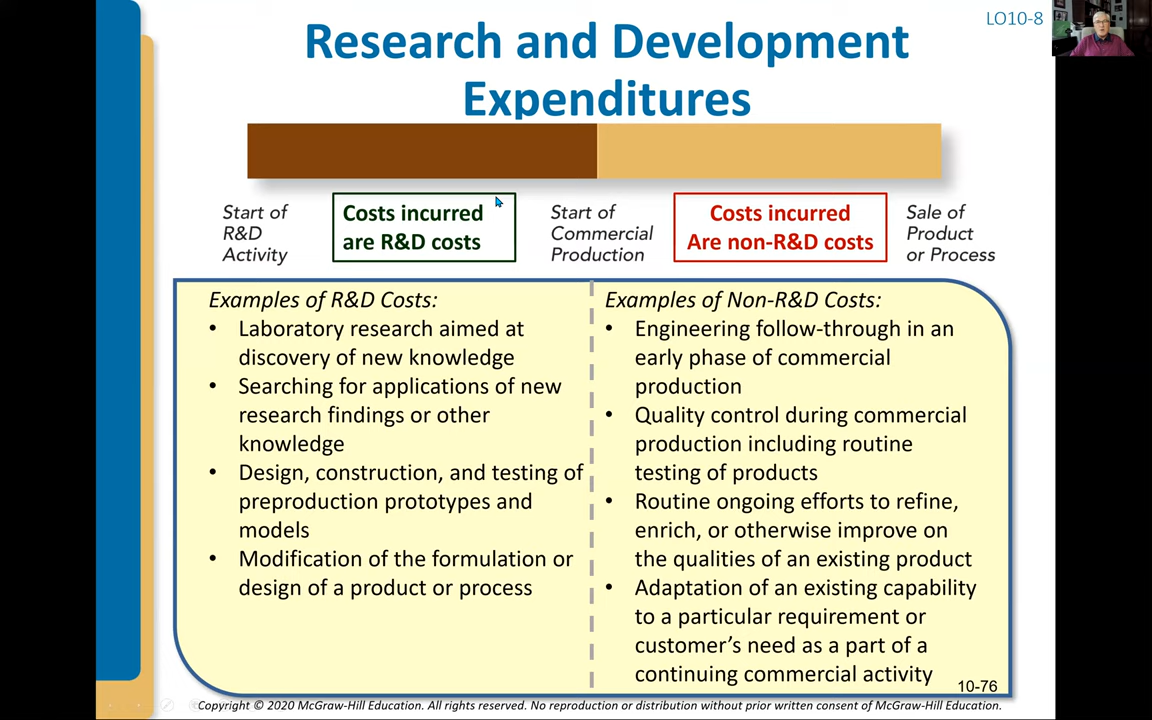 LO10-8
Research and Development
Expenditures
Start of
R&D
Activity
Costs incurred
are R&D costs
Start of
Commercial
Production
Costs incurred
Are non-R&D costs
Sale of
Product
or Process
Examples of R&D Costs:
• Laboratory research aimed at
discovery of new knowledge
• Searching for applications of new
research findings or other
knowledge
• Design, construction, and testing of
preproduction prototypes and
models
• Modification of the formulation or
design of a product or process
Examples of Non-R&D Costs:
• Engineering follow-through in an
early phase of commercial
production
• Quality control during commercial
production including routine
testing of products
• Routine ongoing efforts to refine,
enrich, or otherwise improve on
the qualities of an existing product
• Adaptation of an existing capability
to a particular requirement or
customer's need as a part of a
continuing commercial activity
10-76
Copyright © 2020 McGraw-Hill Education. All rights reserved. No reproduction or distribution without prior written consent of McGraw-Hill Education.